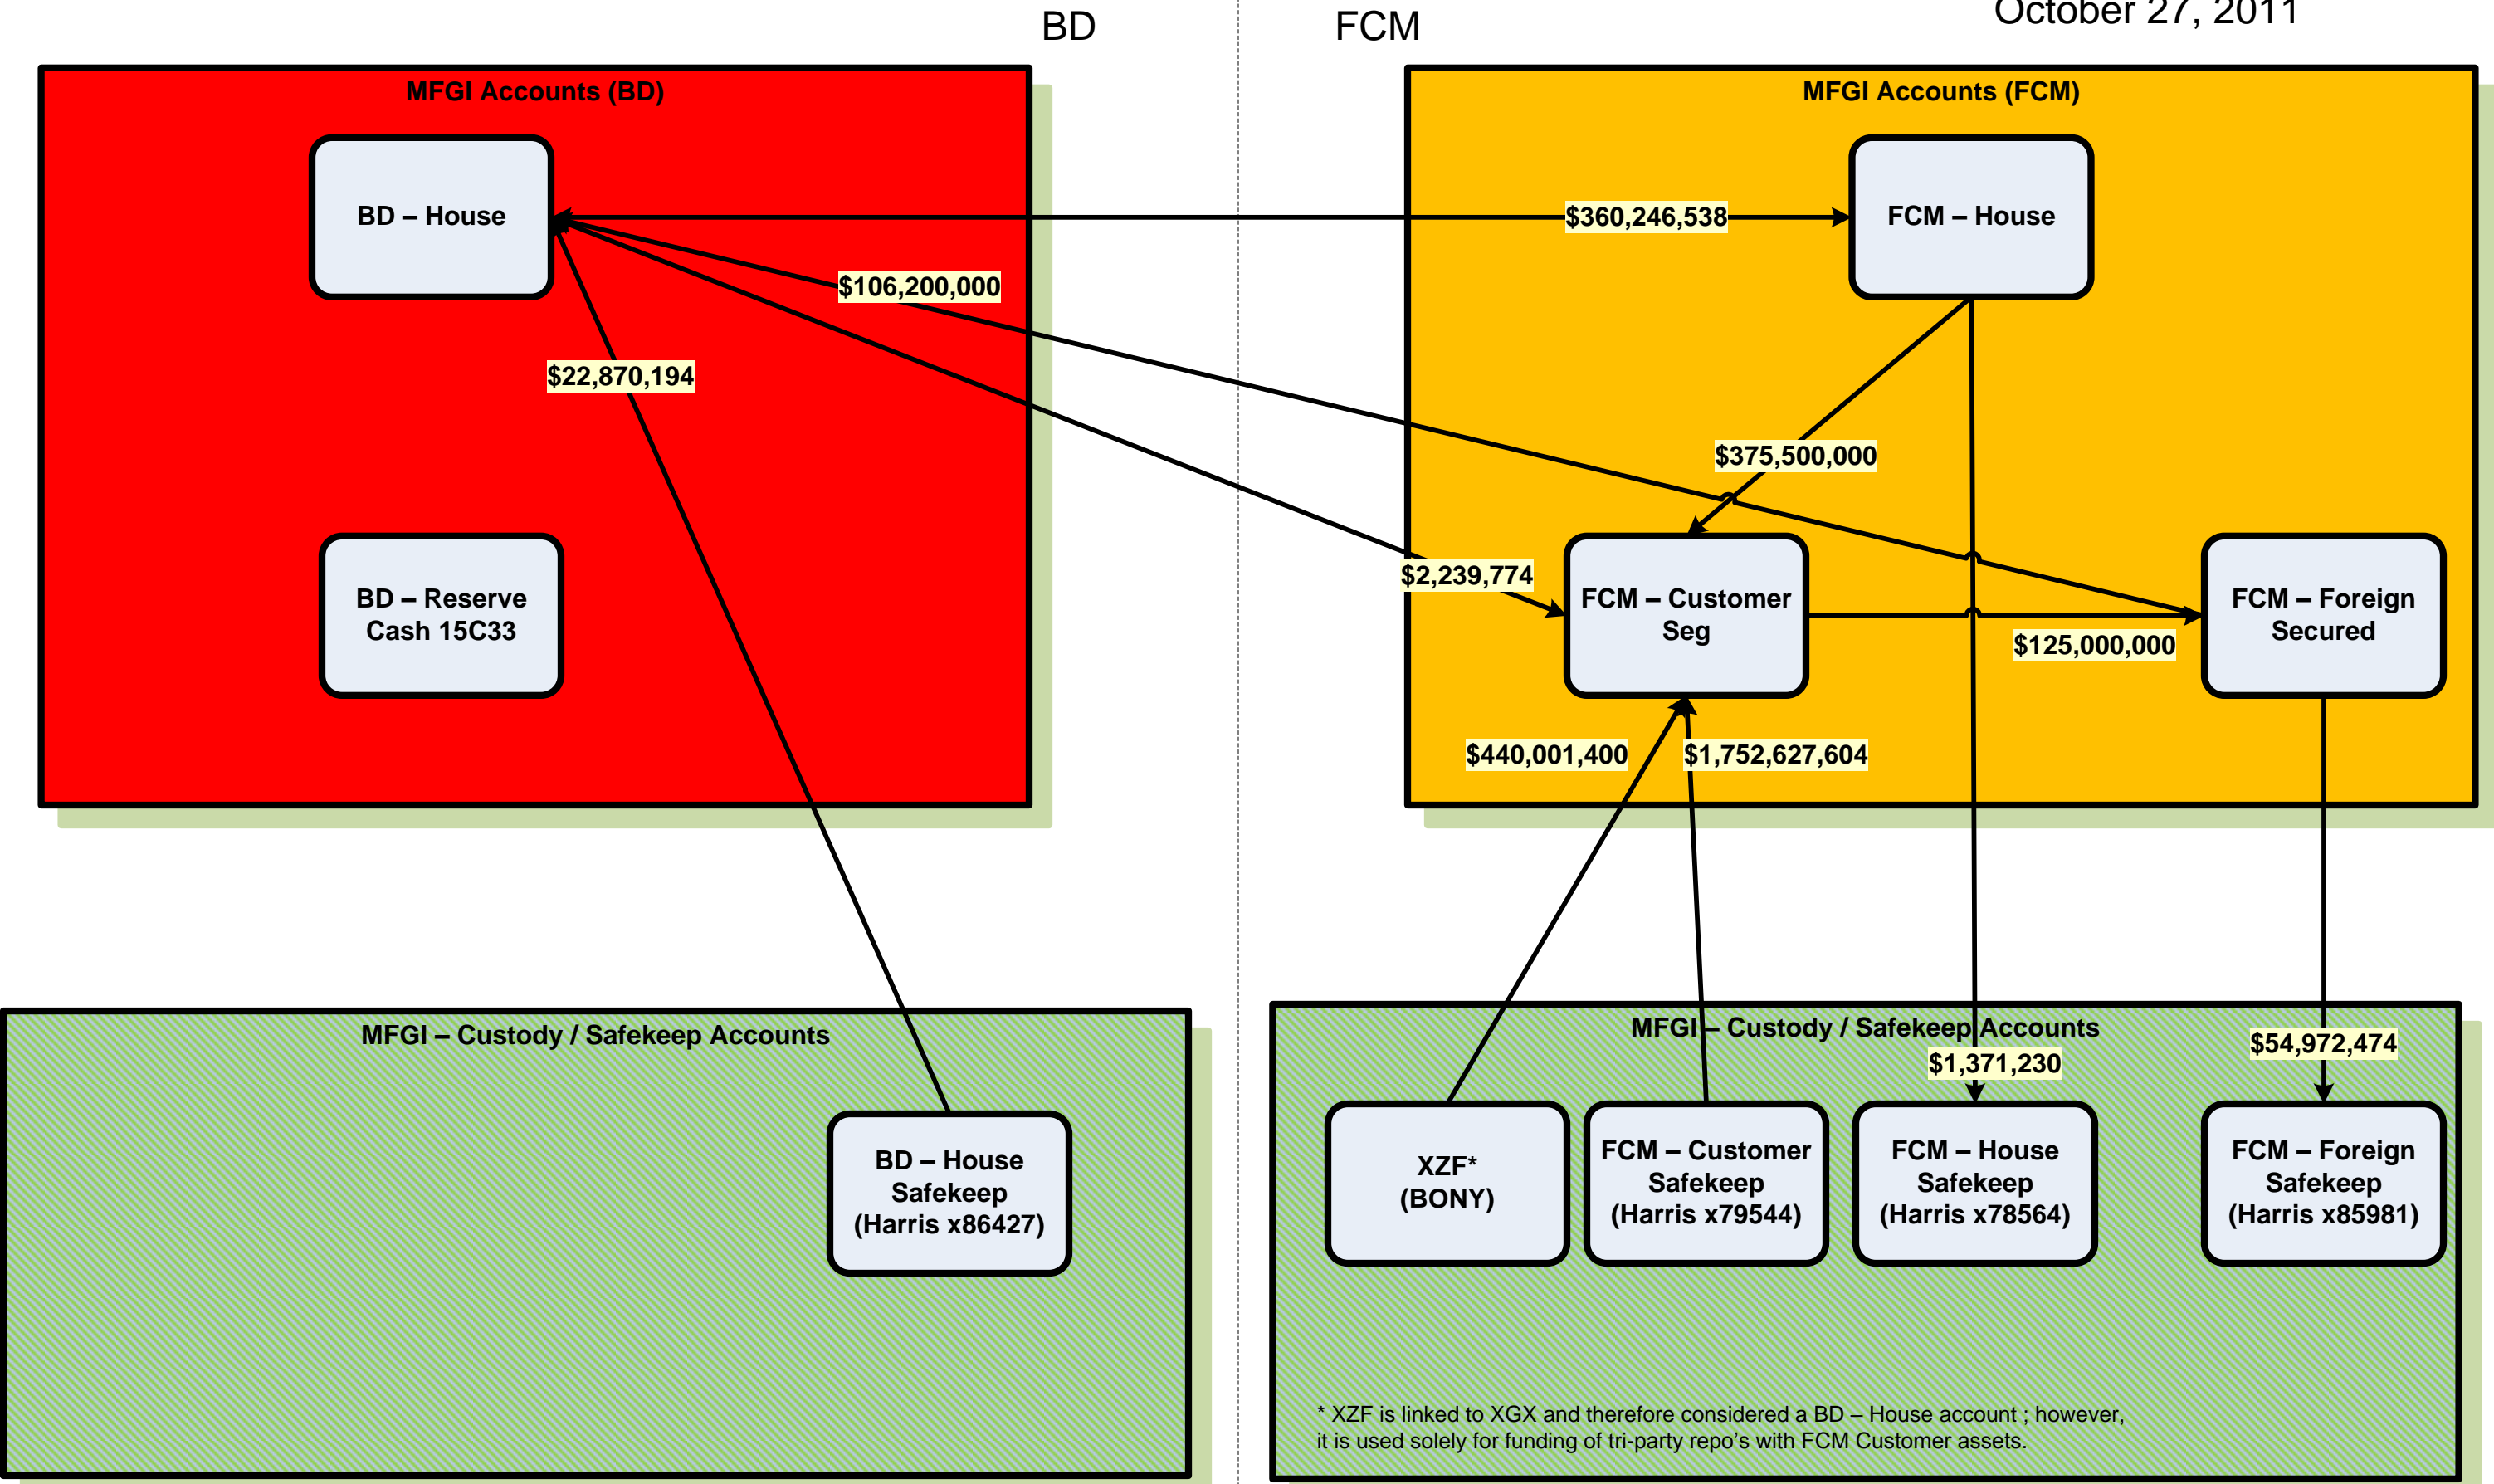 October 27, 2011
BD
FCM
MFGI Accounts (BD)
MFGI Accounts (FCM)
BD – House
$360,246,538
FCM – House
$106,200,000
$22,870,194
$375,500,000
$2,239,774
BD – Reserve
Cash 15C33
FCM – Customer
Seg
FCM – Foreign
Secured
$125,000,000
$440,001,400
$1,752,627,604
MFGI – Custody / Safekeep Accounts
MFGI – Custody / Safekeep Accounts
$1,371,230
$54,972,474
BD – House
Safekeep
(Harris x86427)
XZF*
(BONY)
FCM – Customer
Safekeep
(Harris x79544)
FCM – House
Safekeep
(Harris x78564)
FCM – Foreign
Safekeep
(Harris x85981)
* XZF is linked to XGX and therefore considered a BD – House account ; however,
it is used solely for funding of tri-party repo's with FCM Customer assets.